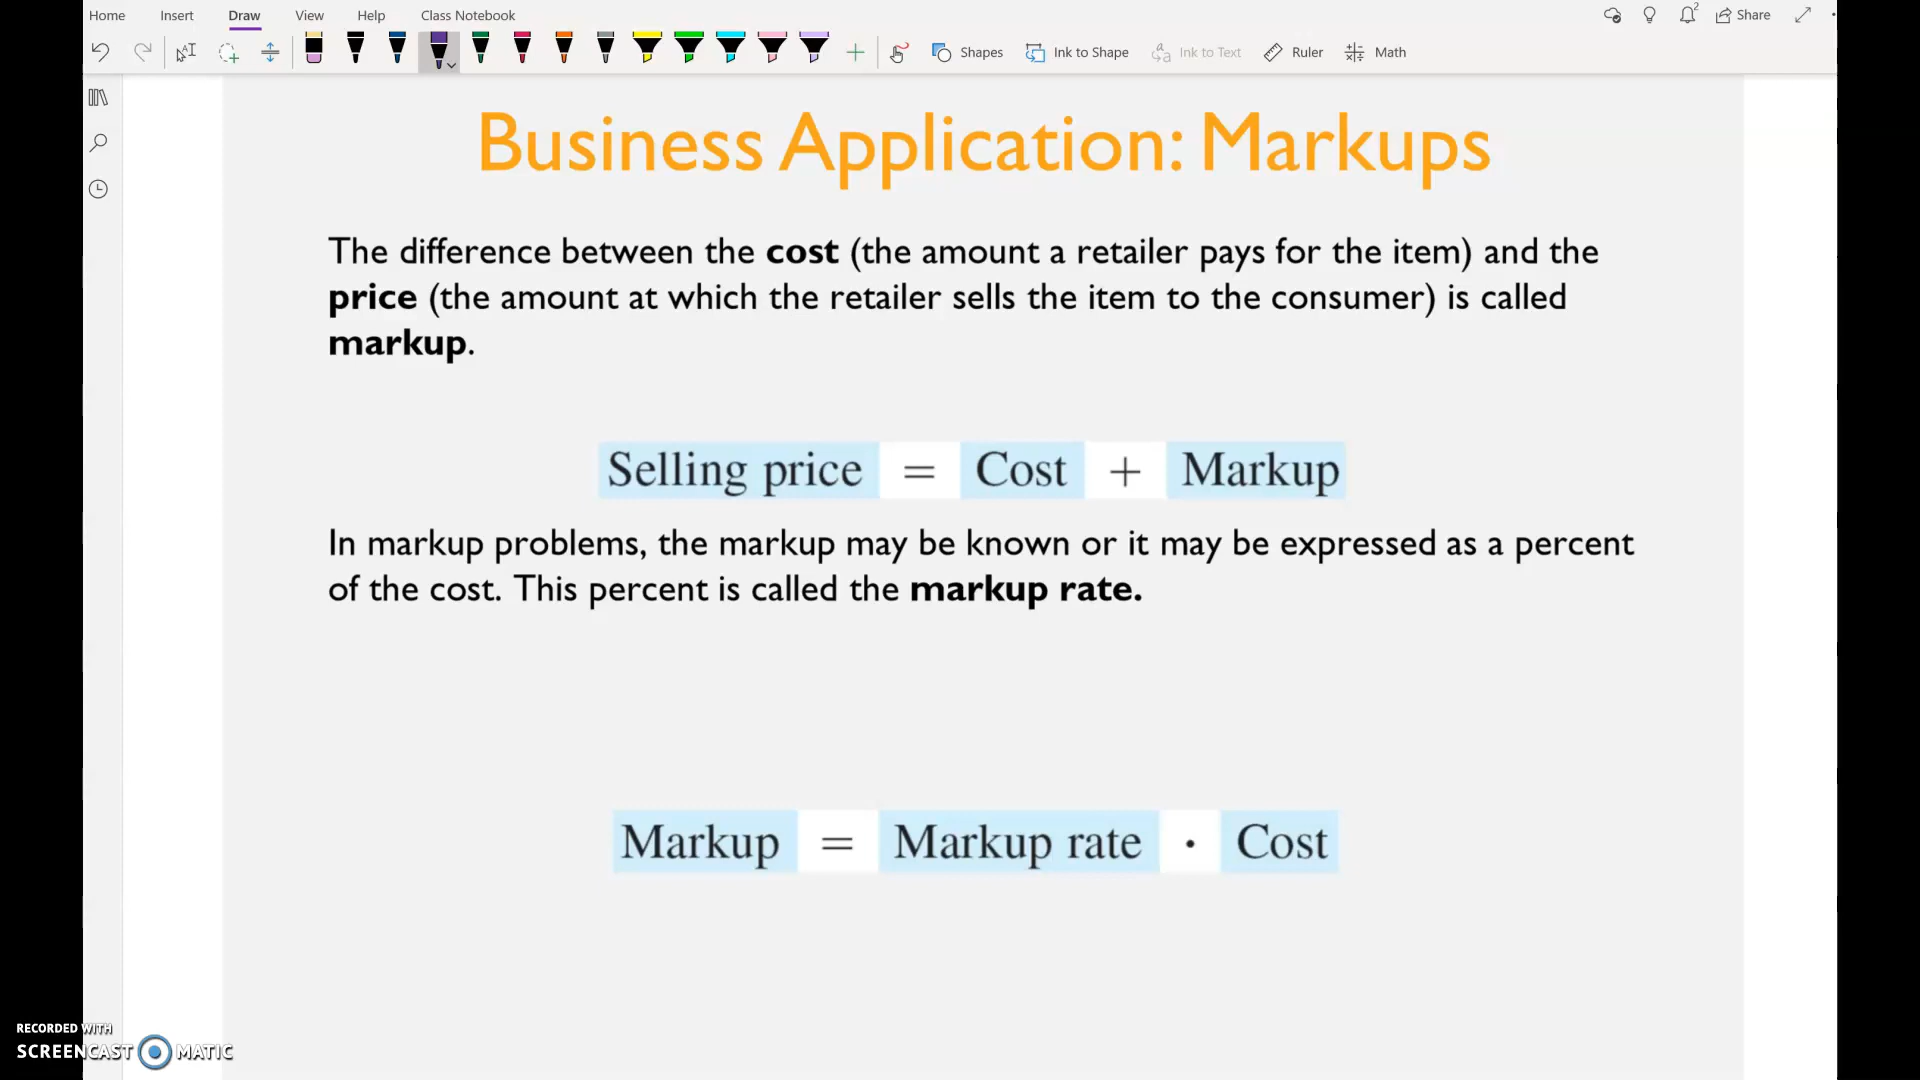 Home Insert Draw View Help Class Notebook
2 Share
Shapes Ink to Shape Ink to Text Ruler Math
Business Application: Markups
The difference between the cost (the amount a retailer pays for the item) and the
price (the amount at which the retailer sells the item to the consumer) is called
markup.
Selling price = Cost + Markup
In markup problems, the markup may be known or it may be expressed as a percent
of the cost. This percent is called the markup rate.
Markup = Markup rate · Cost
RECORDED WITH
SCREENCAST MATIC